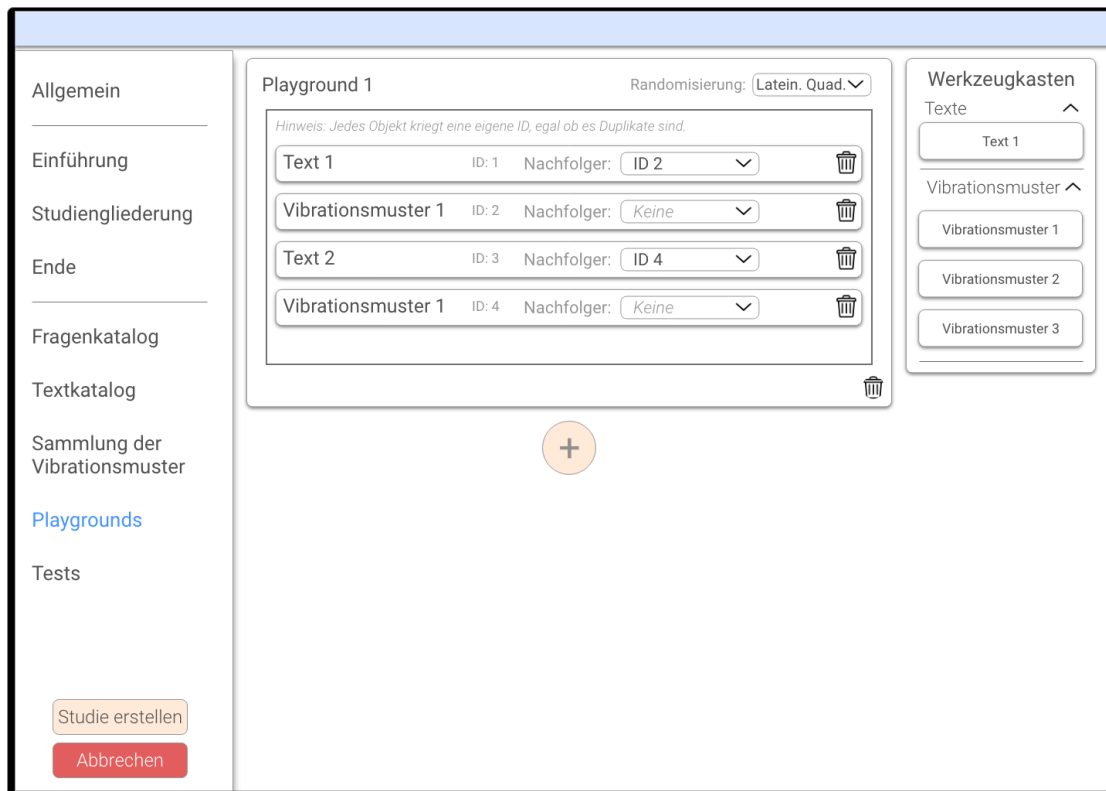 Allgemein
Einführung
Studiengliederung
Ende
Fragenkatalog
Textkatalog
Sammlung der
Vibrationsmuster
Playgrounds
Tests
Studie erstellen
Abbrechen
Playground 1 Randomisierung: Latein. Quad.
Hinweis: Jedes Objekt kriegt eine eigene ID, egal ob es Duplikate sind.
Text 1 ID: 1 Nachfolger: ID 2
Vibrationsmuster 1 ID: 2 Nachfolger: Keine
Text 2 ID: 3 Nachfolger: ID 4
Vibrationsmuster 1 ID: 4 Nachfolger: Keine
+
Werkzeugkasten
Texte
Text 1
Vibrationsmuster
Vibrationsmuster 1
Vibrationsmuster 2
Vibrationsmuster 3